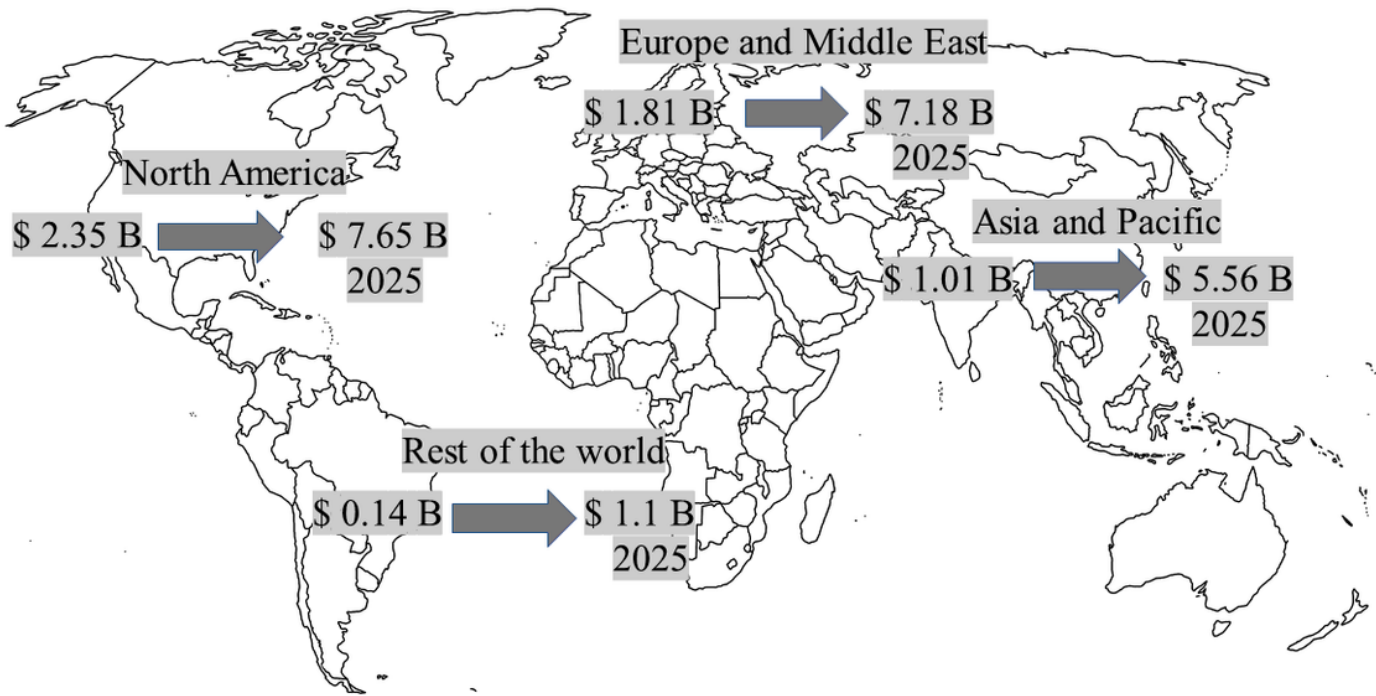 Europe and Middle East
$ 1.81 B
$ 7.18 B
2025
North America
$ 2.35 B
$ 7.65 B
2025
Asia and Pacific
$ 1.01 B
$ 5.56 B
2025
Rest of the world
$ 0.14 B
$ 1.1 B
2025